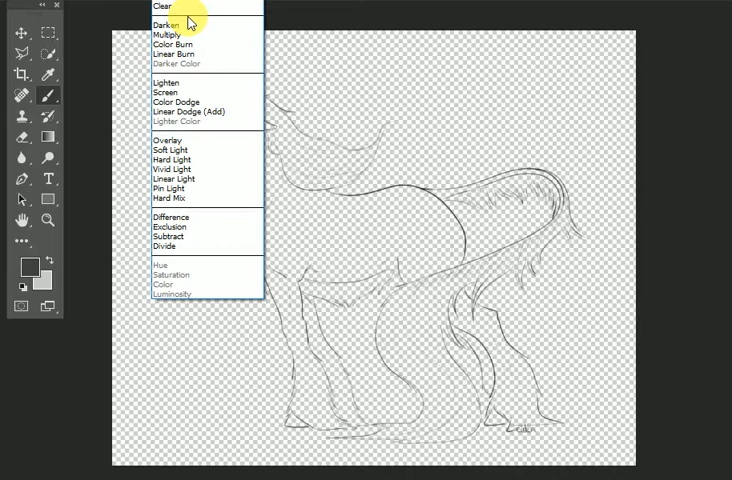 Clear
Darken
Multiply
Color Burn
Linear Burn
Darker Color
Lighten
Screen
Color Dodge
Linear Dodge (Add)
Lighter Color
Overlay
Soft Light
Hard Light
Vivid Light
Linear Light
Pin Light
Hard Mix
Difference
Exclusion
Subtract
Divide
Hue
Saturation
Color
Luminosity
T